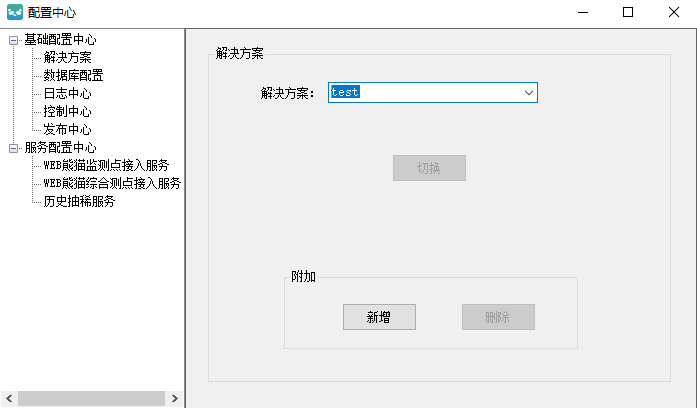 配置中心
基础配置中心
解决方案
数据库配置
日志中心
控制中心
发布中心
服务配置中心
WEB熊猫监测点接入服务
WEB熊猫综合测点接入服务
历史抽稀服务
解决方案
解决方案： test
切换
附加
新增 删除